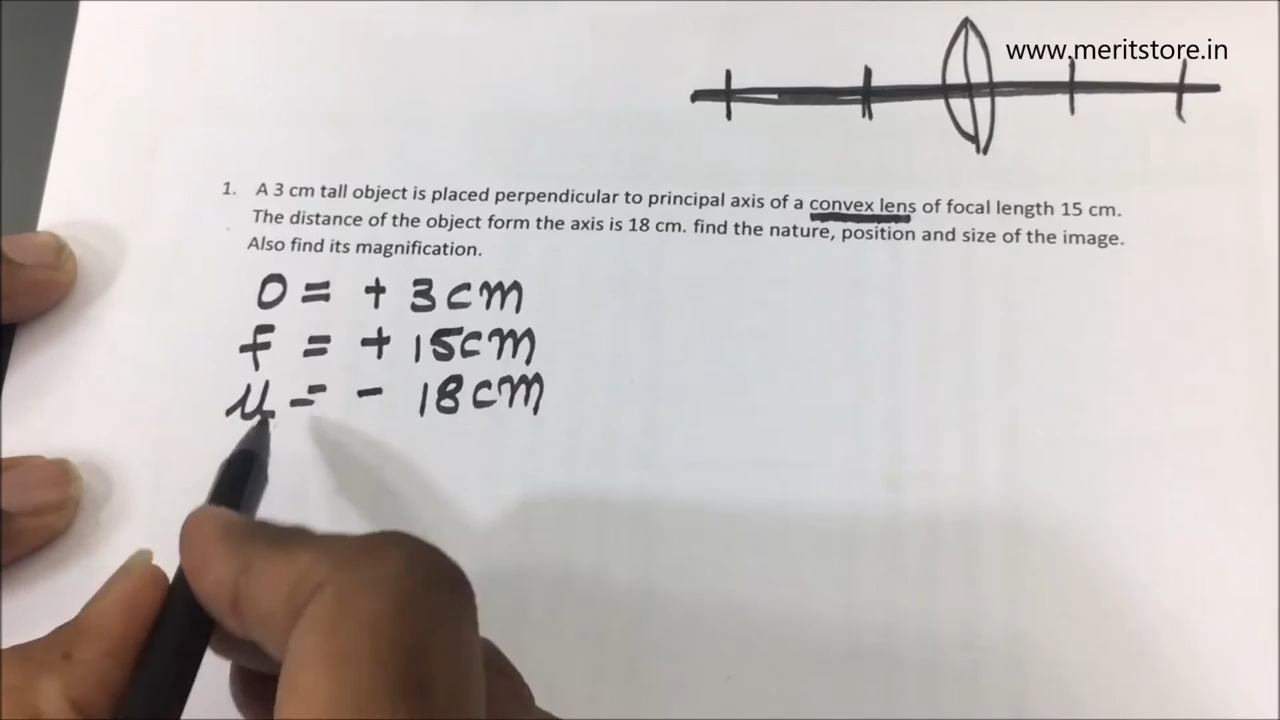 www.meritstore.in
1. A 3 cm tall object is placed perpendicular to principal axis of a convex lens of focal length 15 cm.
The distance of the object form the axis is 18 cm. find the nature, position and size of the image.
Also find its magnification.
O = + 3cm
f = + 15cm
u = - 18cm